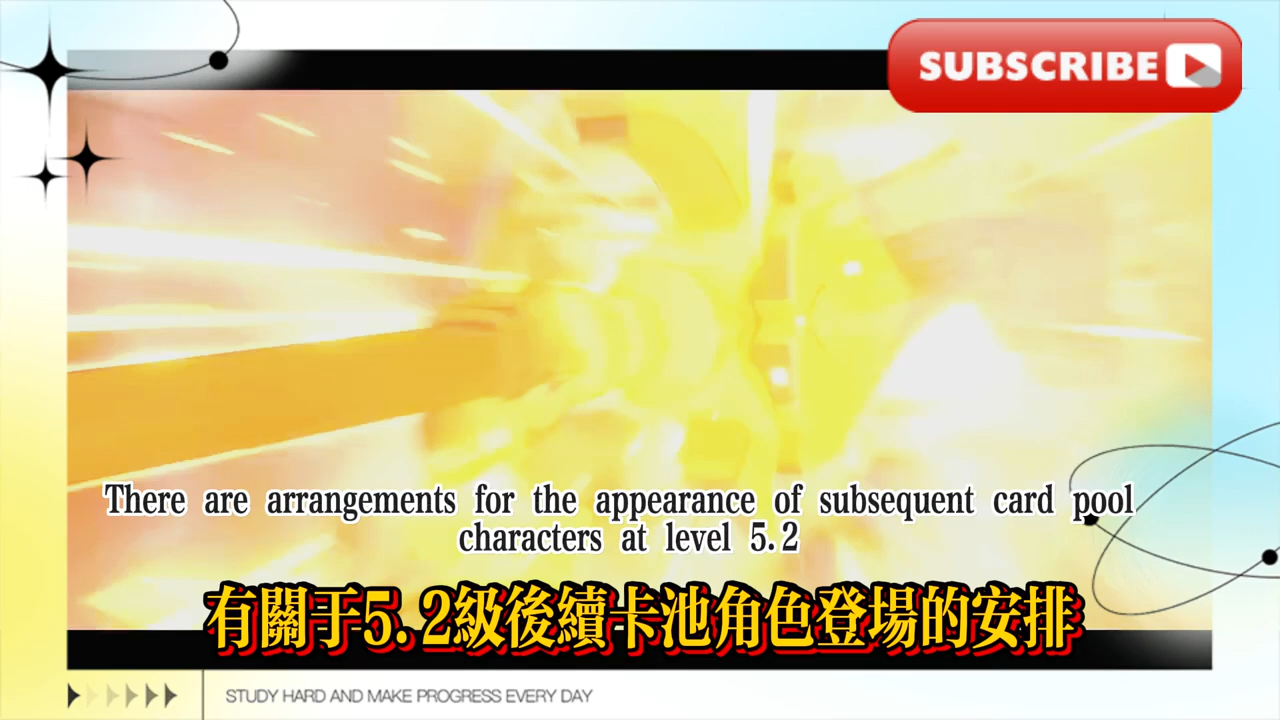 SUBSCRIBE
There are arrangements for the appearance of subsequent card pool
characters at level 5.2
有關于5.2級後續卡池角色登場的安排
STUDY HARD AND MAKE PROGRESS EVERY DAY